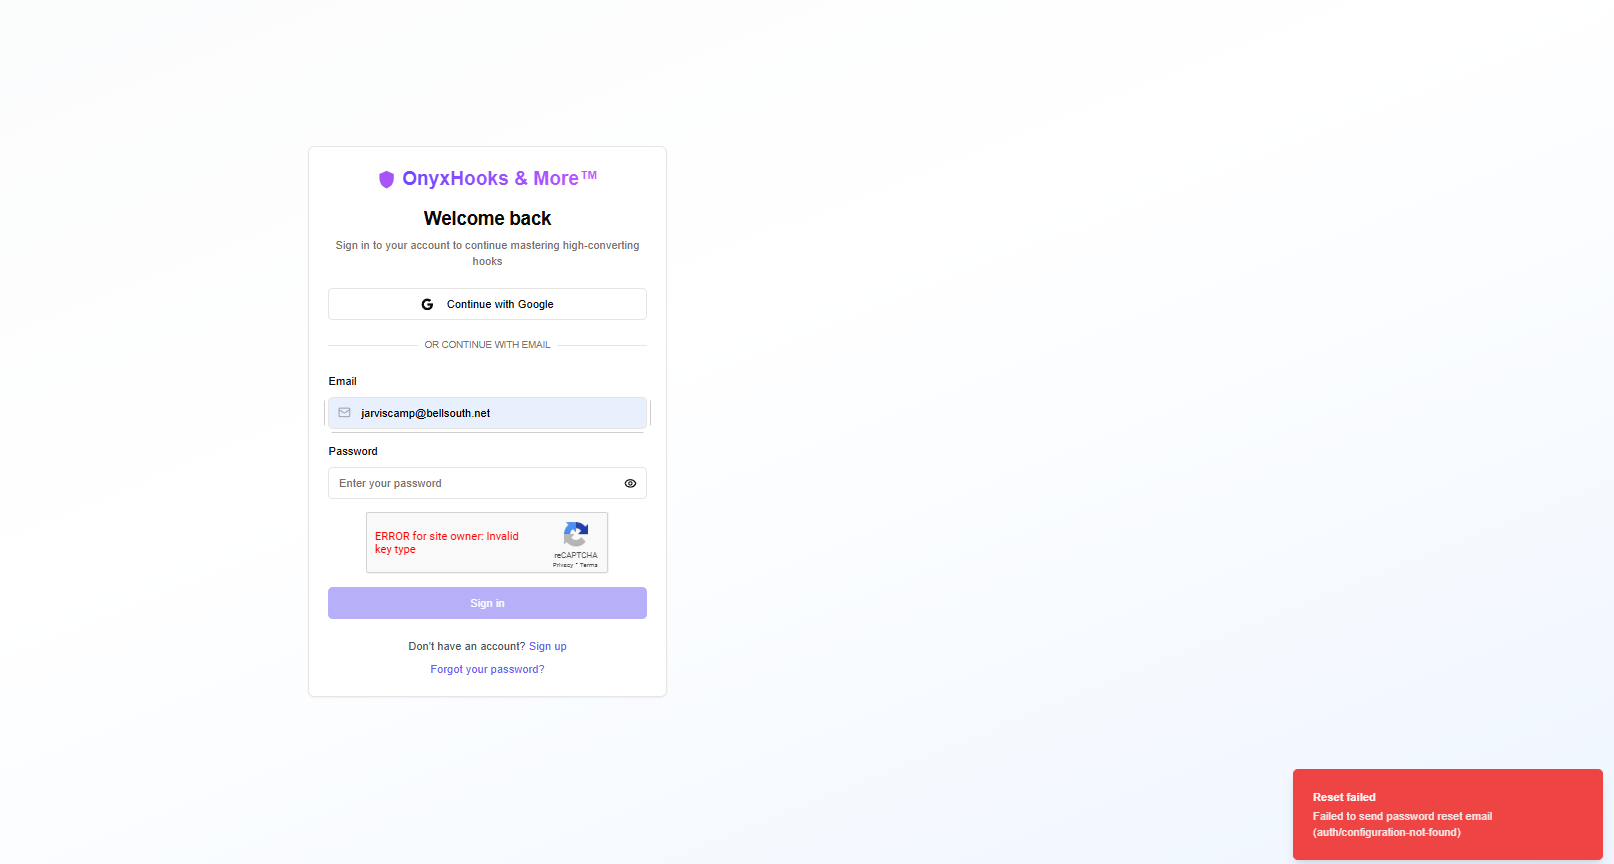 OnyxHooks & More™
Welcome back
Sign in to your account to continue mastering high-converting
hooks
Continue with Google
OR CONTINUE WITH EMAIL
Email
jarviscamp@bellsouth.net
Password
Enter your password
ERROR for site owner: Invalid
key type
reCAPTCHA
Privacy - Terms
Sign in
Don't have an account? Sign up
Forgot your password?
Reset failed
Failed to send password reset email
(auth/configuration-not-found)